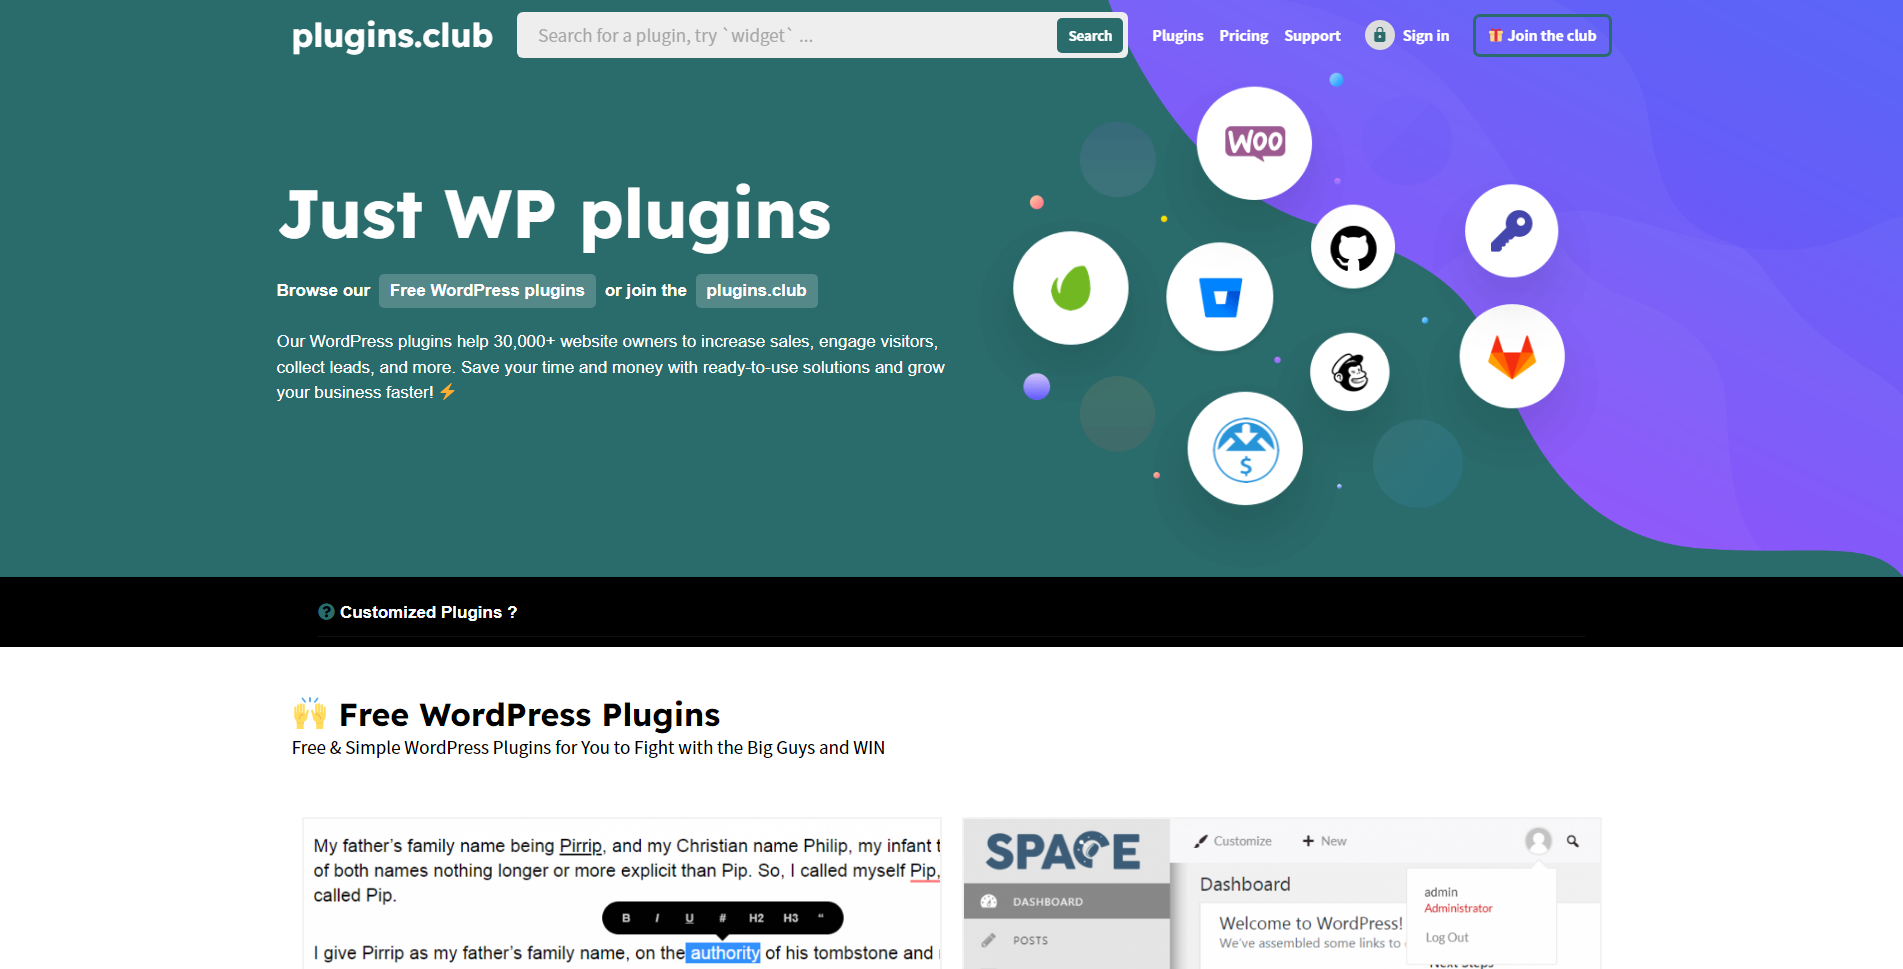 plugins.club
Search for a plugin, try `widget` ...
Search
Plugins
Pricing
Support
Sign in
Join the club
WOO
Just WP plugins
Browse our Free WordPress plugins or join the plugins.club
Our WordPress plugins help 30,000+ website owners to increase sales, engage visitors,
collect leads, and more. Save your time and money with ready-to-use solutions and grow
your business faster! ⚡
$
Customized Plugins ?
🙌 Free WordPress Plugins
Free & Simple WordPress Plugins for You to Fight with the Big Guys and WIN
My father's family name being Pirrip, and my Christian name Philip, my infant t
of both names nothing longer or more explicit than Pip. So, I called myself Pip,
called Pip.
B I U # H2 H3 “
I give Pirrip as my father's family name, on the authority of his tombstone and
SPACE
Customize
+ New
Dashboard
admin
Administrator
Log Out
DASHBOARD
Welcome to WordPress!
We've assembled some links to
POSTS
Next Steps